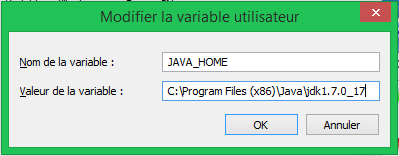 Modifier la variable utilisateur
Nom de la variable : JAVA_HOME
Valeur de la variable : C:\Program Files (x86)\Java\jdk1.7.0_17
OK Annuler